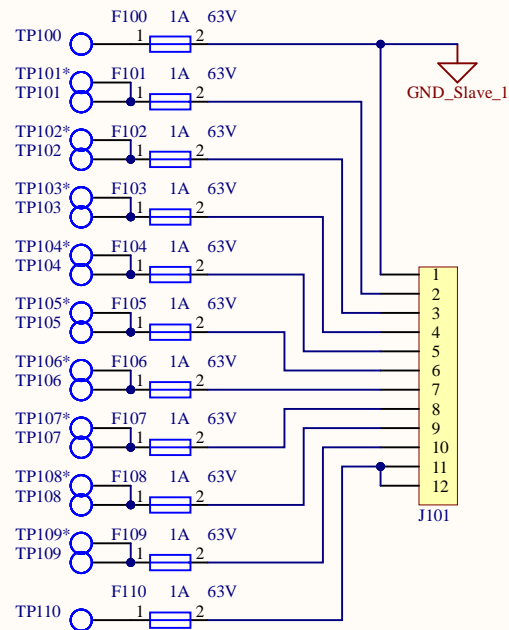 F100 1A 63V
TP100 1 2
GND_Slave_1
TP101* F101 1A 63V
TP101 1 2
TP102* F102 1A 63V
TP102 1 2
TP103* F103 1A 63V
TP103 1 2
TP104* F104 1A 63V
TP104 1 2
TP105* F105 1A 63V
TP105 1 2
TP106* F106 1A 63V
TP106 1 2
TP107* F107 1A 63V
TP107 1 2
TP108* F108 1A 63V
TP108 1 2
TP109* F109 1A 63V
TP109 1 2
F110 1A 63V
TP110 1 2
1
2
3
4
5
6
7
8
9
10
11
12
J101